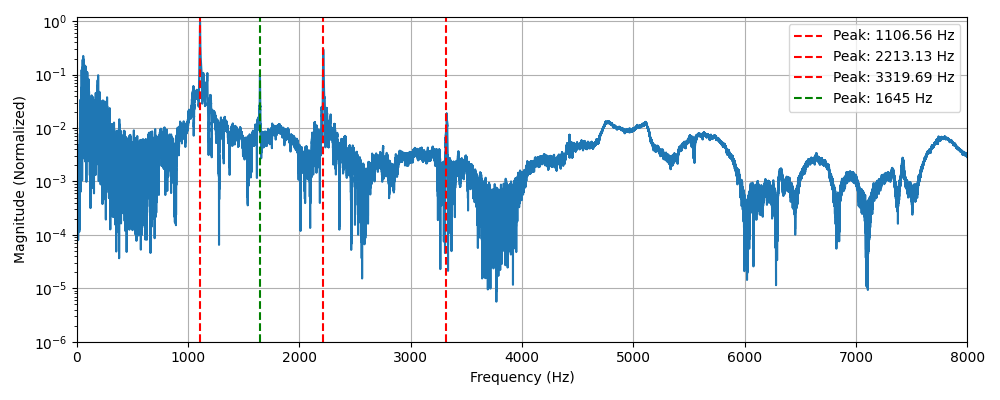 Peak: 1106.56 Hz
Peak: 2213.13 Hz
Peak: 3319.69 Hz
Peak: 1645 Hz
Magnitude (Normalized)
10⁰
10⁻¹
10⁻²
10⁻³
10⁻⁴
10⁻⁵
10⁻⁶
0 1000 2000 3000 4000 5000 6000 7000 8000
Frequency (Hz)